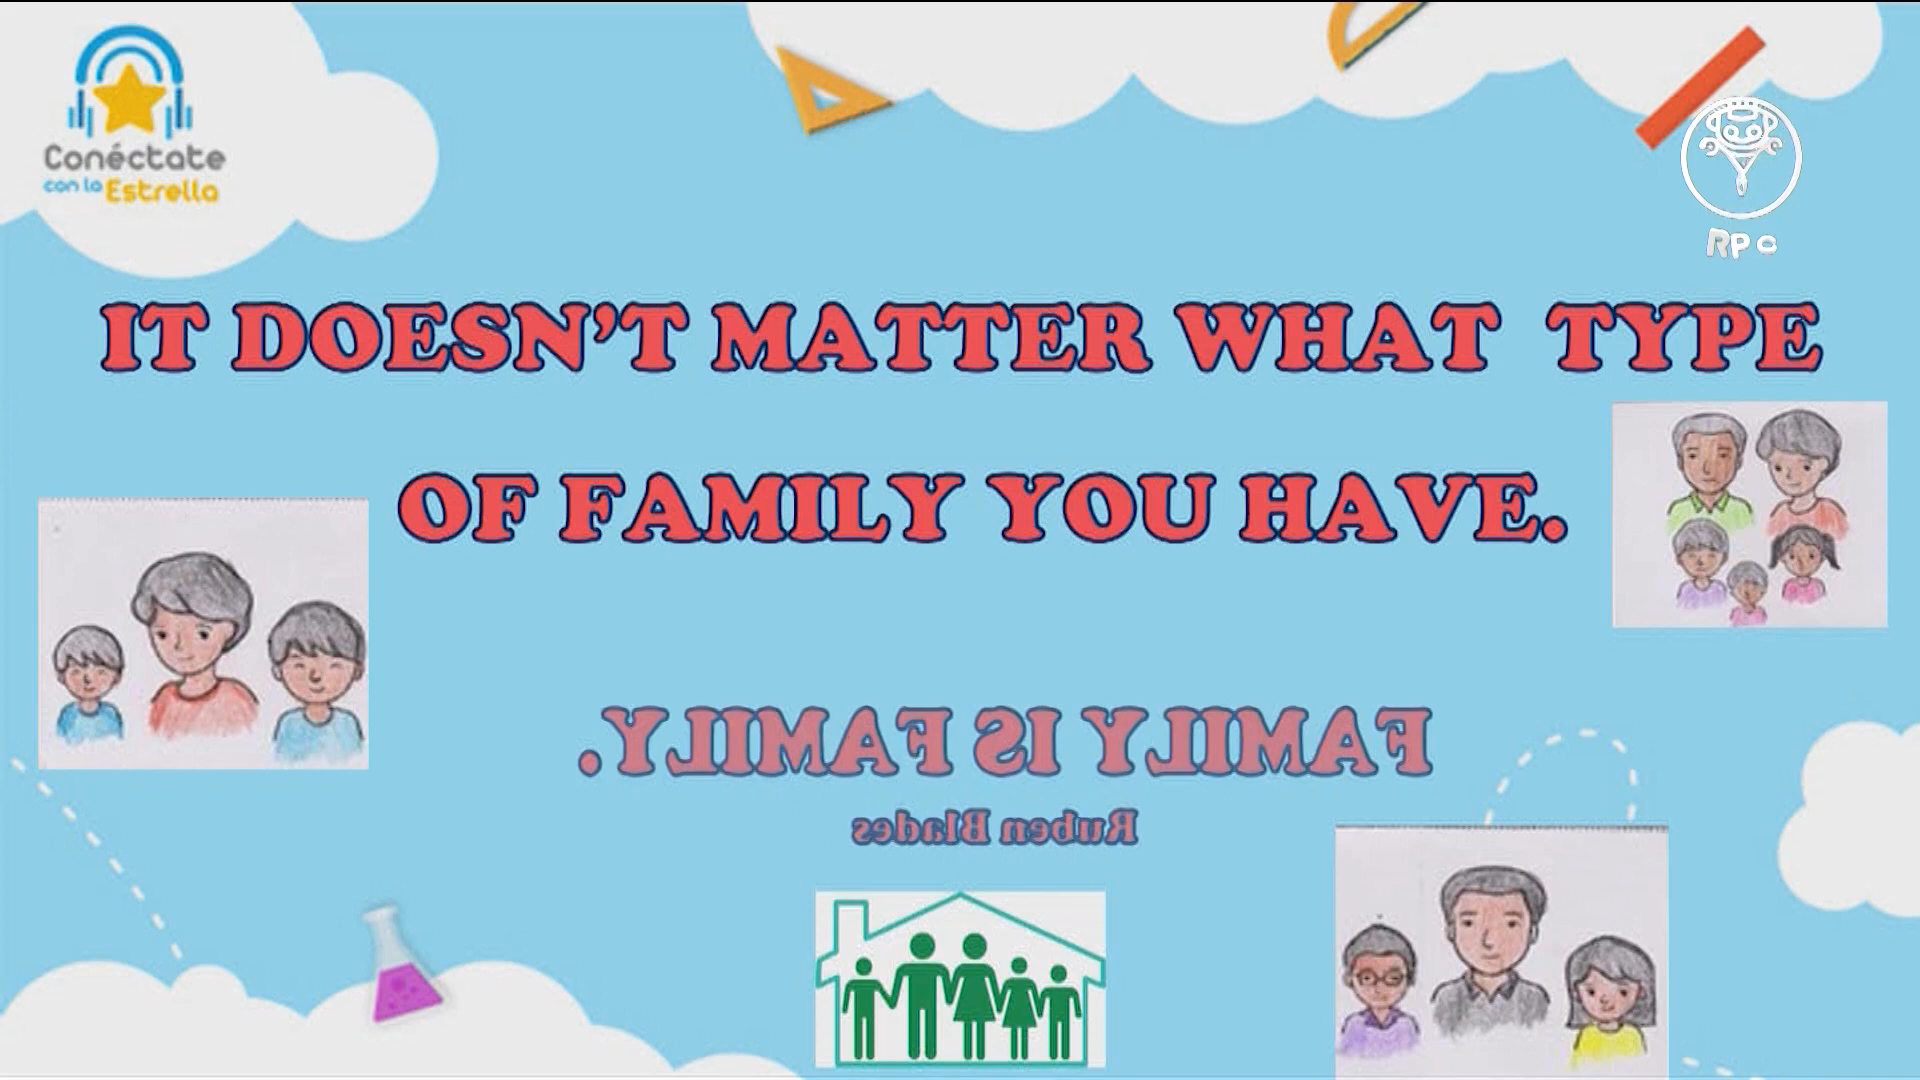 Conéctate
con la Estrella
RPC
IT DOESN'T MATTER WHAT TYPE
OF FAMILY YOU HAVE.
FAMILY IS FAMILY.
Ruben Blades